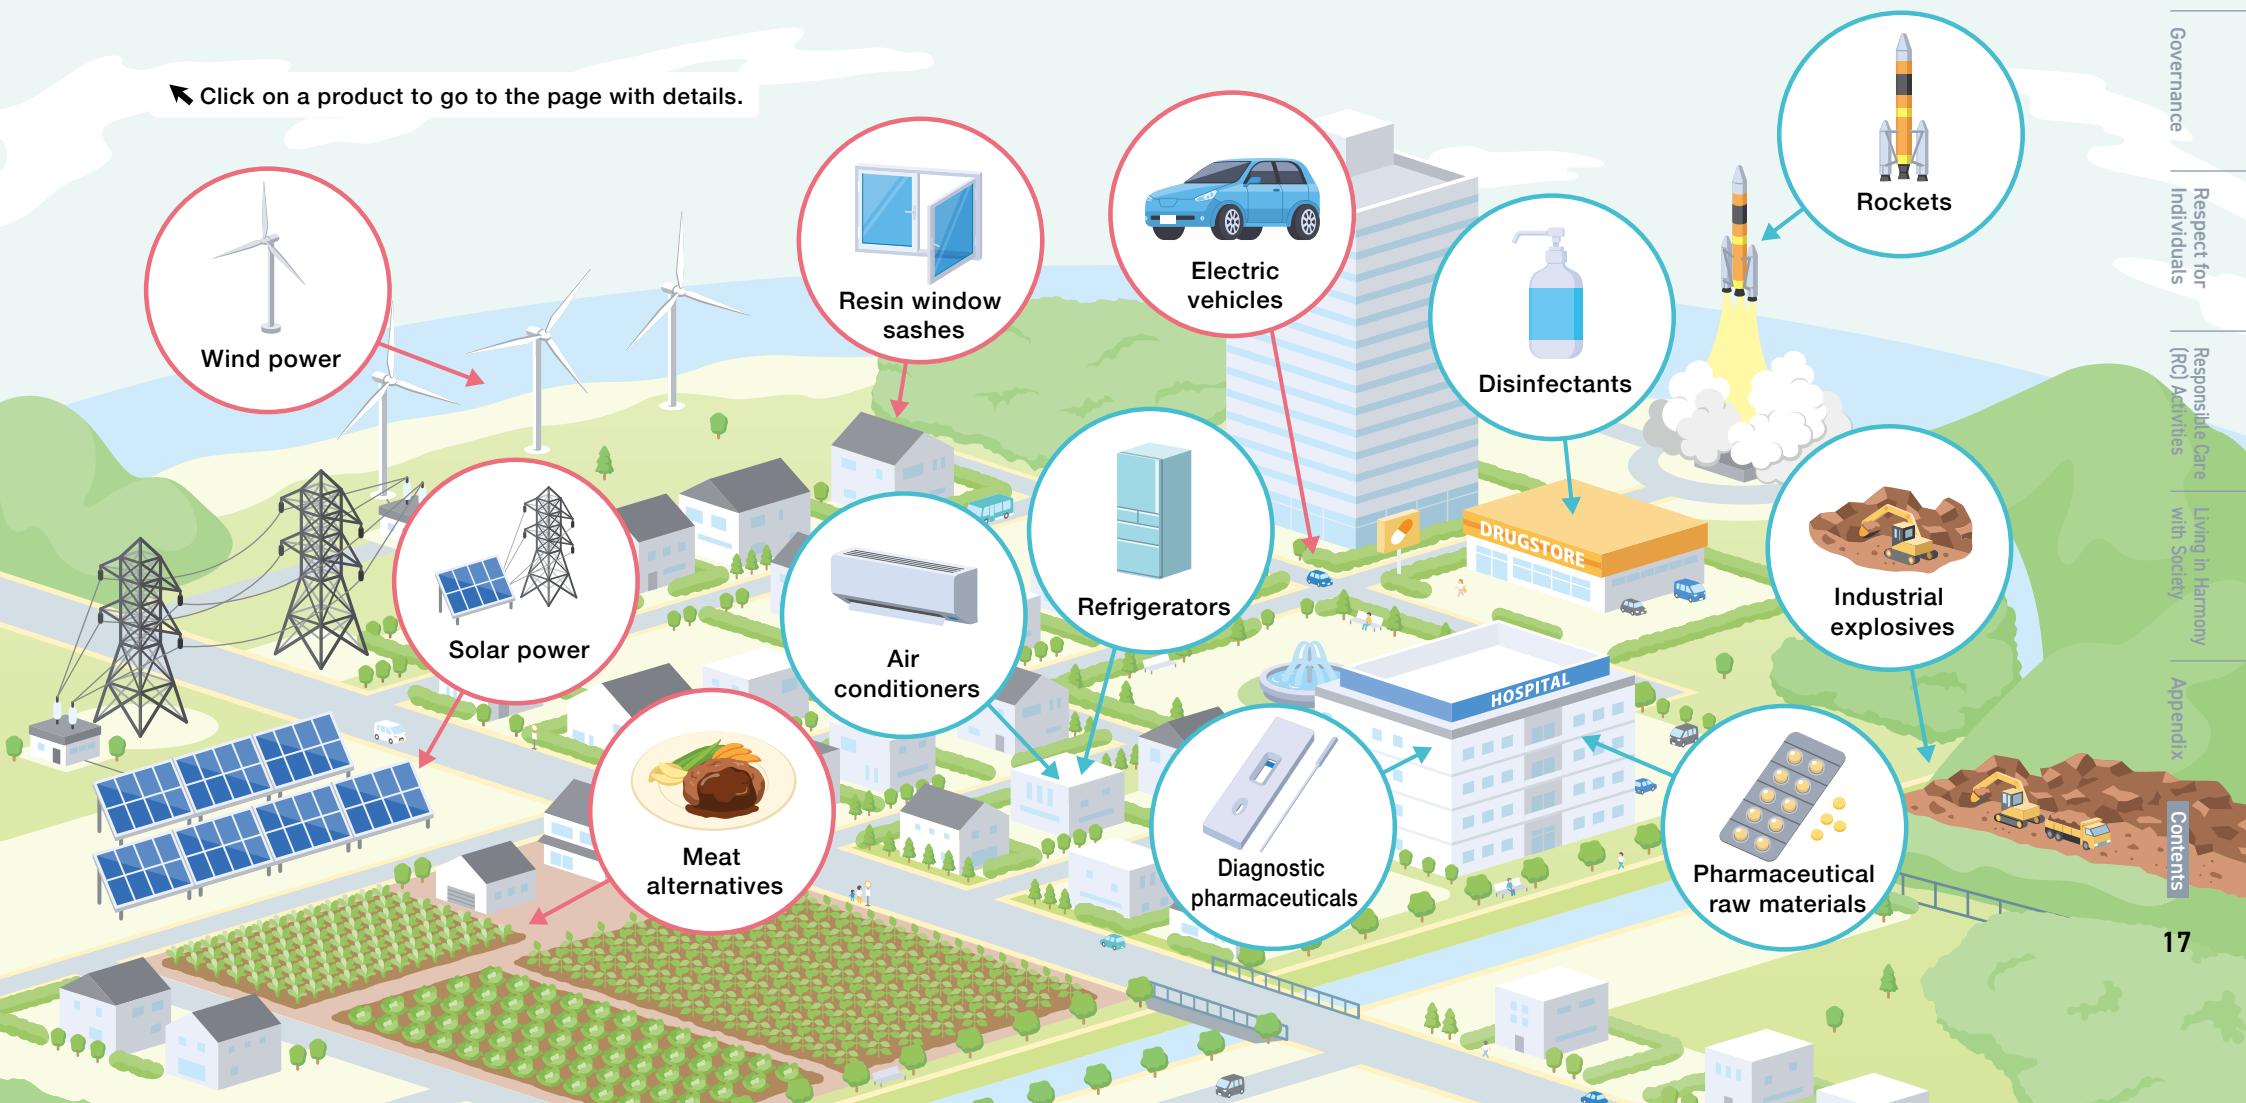 Click on a product to go to the page with details.
Rockets
Electric
vehicles
Resin window
sashes
Wind power
Disinfectants
DRUGSTORE
Refrigerators
Industrial
explosives
Solar power
Air
conditioners
HOSPITAL
Meat
alternatives
Diagnostic
pharmaceuticals
Pharmaceutical
raw materials
Governance
Respect for
Individuals
Responsible Care
(RC) Activities
Living in Harmony
with Society
Appendix
Contents
17